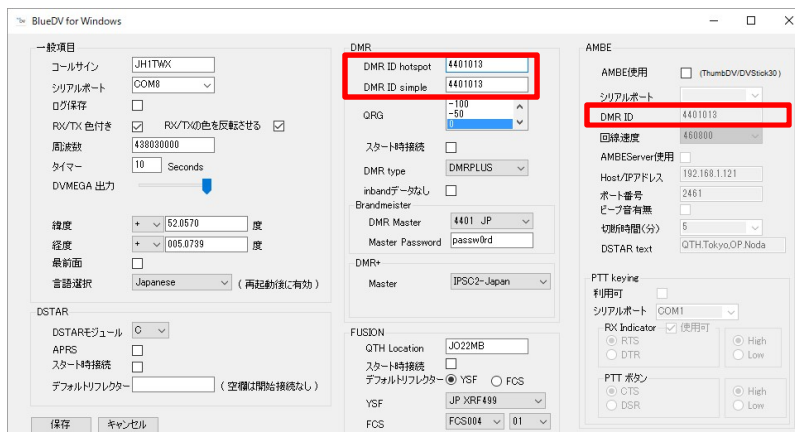 BlueDV for Windows
一般項目
コールサイン JH1TWX
シリアルポート COM8
ログ保存
RX/TX 色付き RX/TXの色を反転させる
周波数 438030000
タイマー 10 Seconds
DVMEGA 出力
緯度 + 52.0570 度
経度 + 005.0739 度
最前面
言語選択 Japanese (再起動後に有効)
DSTAR
DSTARモジュール C
APRS
スタート時接続
デフォルトリフレクター (空欄は開始接続なし)
保存 キャンセル
DMR
DMR ID hotspot 4401013
DMR ID simple 4401013
QRG -100
-50
0
スタート時接続
DMR type DMRPLUS
inbandデータなし
Brandmeister
DMR Master 4401 JP
Master Password passw0rd
DMR+
Master IPSC2-Japan
FUSION
QTH Location JO22MB
スタート時接続
デフォルトリフレクター YSF FCS
YSF JP XRF499
FCS FCS004 01
AMBE
AMBE使用 (ThumbDV/DVStick30)
シリアルポート
DMR ID 4401013
回線速度 460800
AMBEServer使用
Host/IPアドレス 192.168.1.121
ポート番号 2461
ビープ音有無
切断時間(分) 5
DSTAR text QTH.Tokyo,OP.Noda
PTT keying
利用可
シリアルポート COM1
RX Indicator 使用可
RTS High
DTR Low
PTT ボタン
CTS High
DSR Low